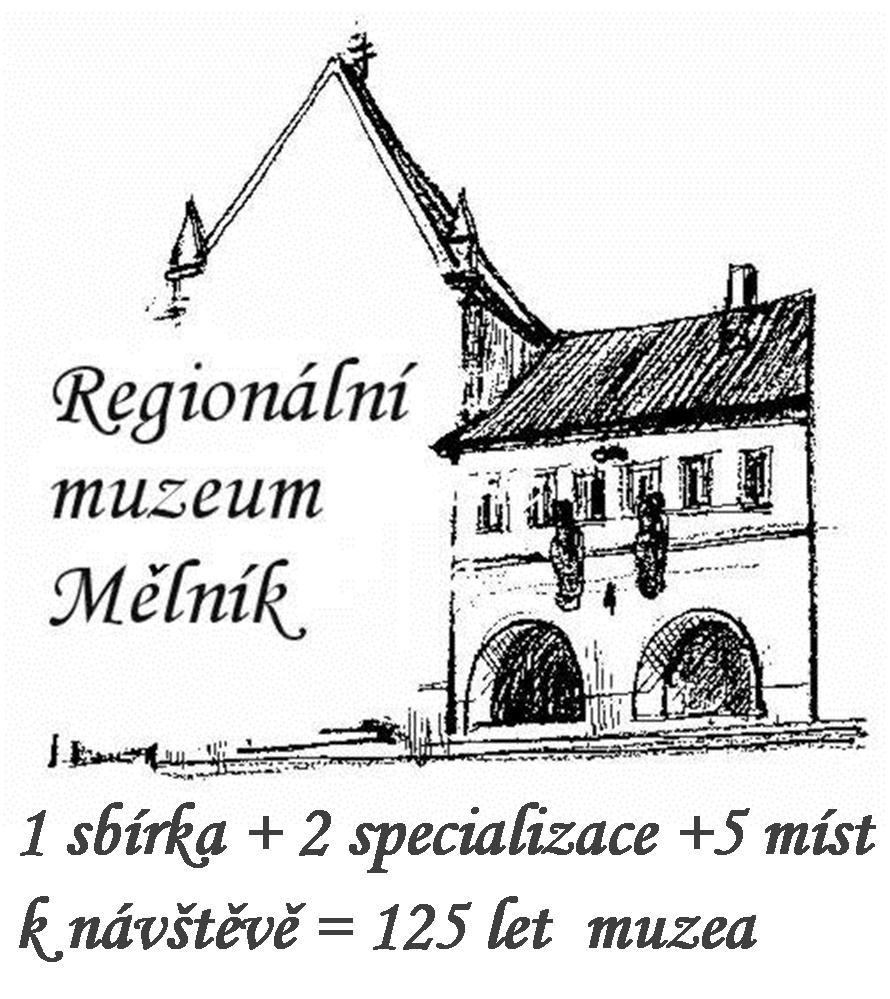 Regionální
muzeum
Mělník
1 sbírka + 2 specializace +5 míst
k návštěvě = 125 let muzea